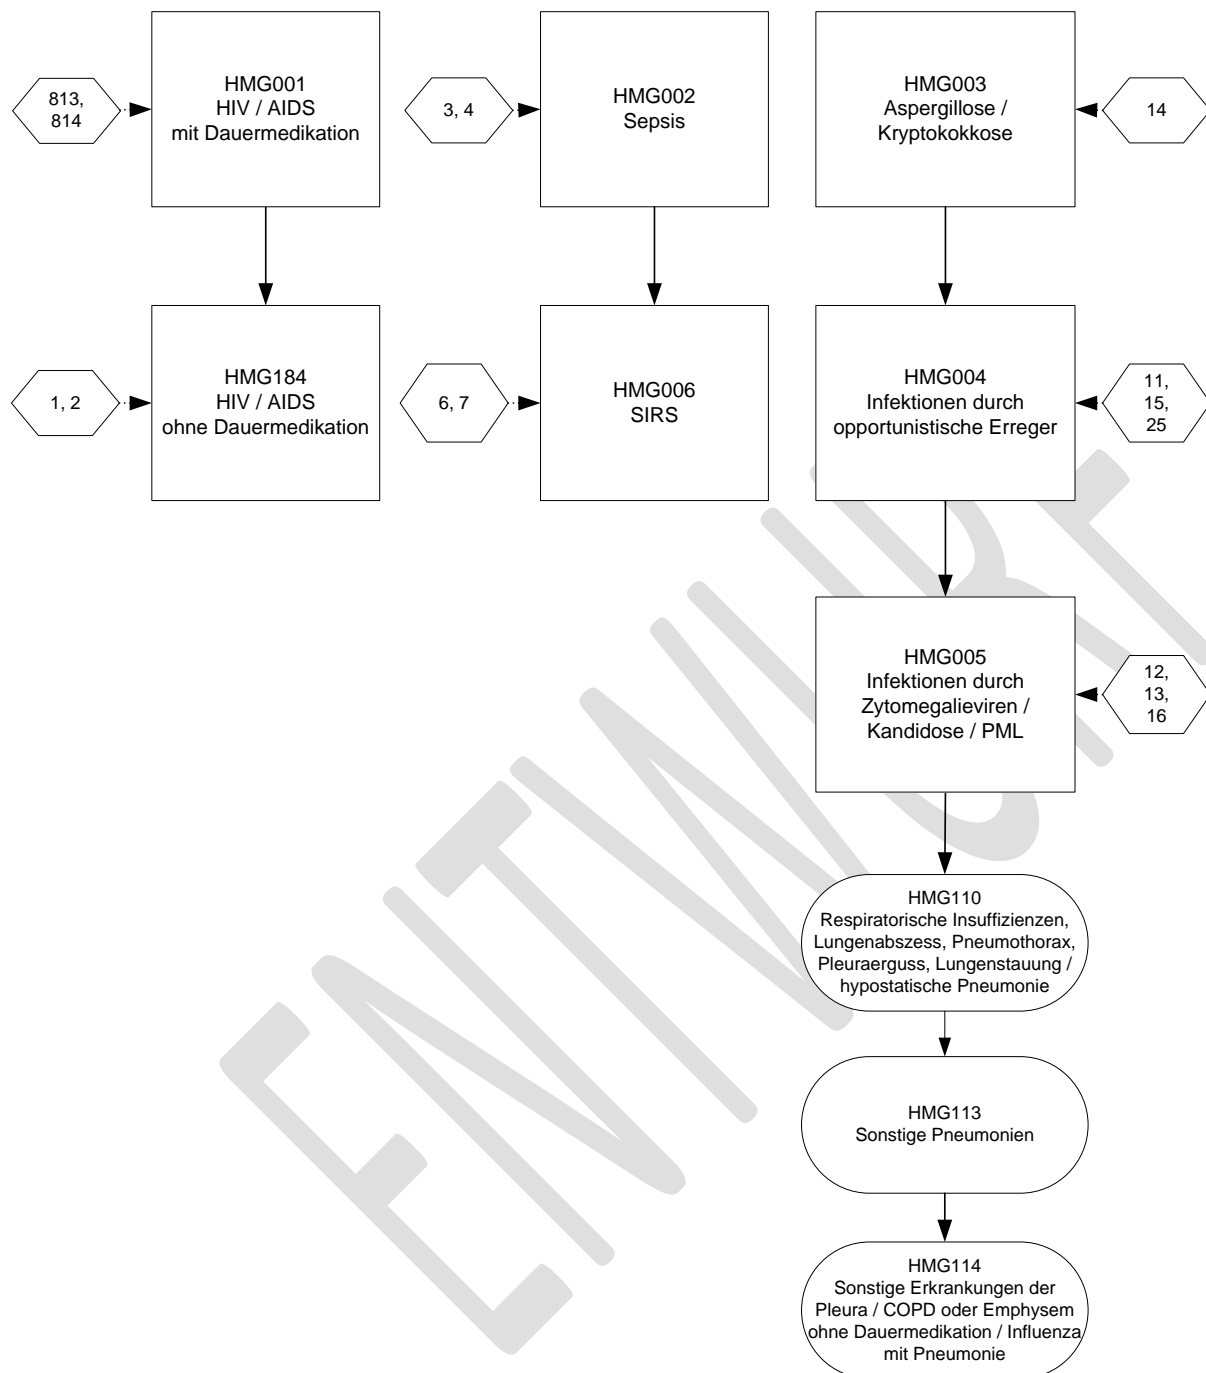 813,
814
HMG001
HIV / AIDS
mit Dauermedikation
3, 4
HMG002
Sepsis
HMG003
Aspergillose /
Kryptokokkose
14
1, 2
HMG184
HIV / AIDS
ohne Dauermedikation
6, 7
HMG006
SIRS
HMG004
Infektionen durch
opportunistische Erreger
11,
15,
25
HMG005
Infektionen durch
Zytomegalieviren /
Kandidose / PML
12,
13,
16
HMG110
Respiratorische Insuffizienzen,
Lungenabszess, Pneumothorax,
Pleuraerguss, Lungenstauung /
hypostatische Pneumonie
HMG113
Sonstige Pneumonien
HMG114
Sonstige Erkrankungen der
Pleura / COPD oder Emphysem
ohne Dauermedikation / Influenza
mit Pneumonie
ENTWURF